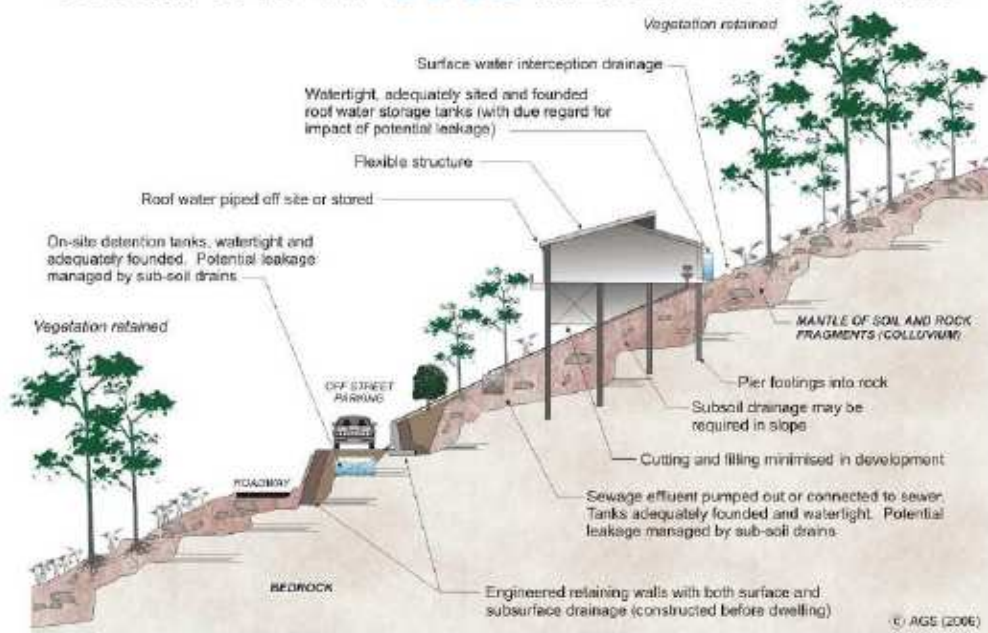 Vegetation retained
Surface water interception drainage
Watertight, adequately sited and founded
roof water storage tanks (with due regard for
impact of potential leakage)
Flexible structure
Roof water piped off site or stored
On-site detention tanks, watertight and
adequately founded. Potential leakage
managed by sub-soil drains
Vegetation retained
MANTLE OF SOIL AND ROCK
FRAGMENTS (COLLUVIUM)
OFF STREET
PARKING
Pier footings into rock
Subsoil drainage may be
required in slope
Cutting and filling minimised in development
ROADWAY
Sewage effluent pumped out or connected to sewer.
Tanks adequately founded and watertight. Potential
leakage managed by sub-soil drains
BEDROCK
Engineered retaining walls with both surface and
subsurface drainage (constructed before dwelling)
© AGS (2006)